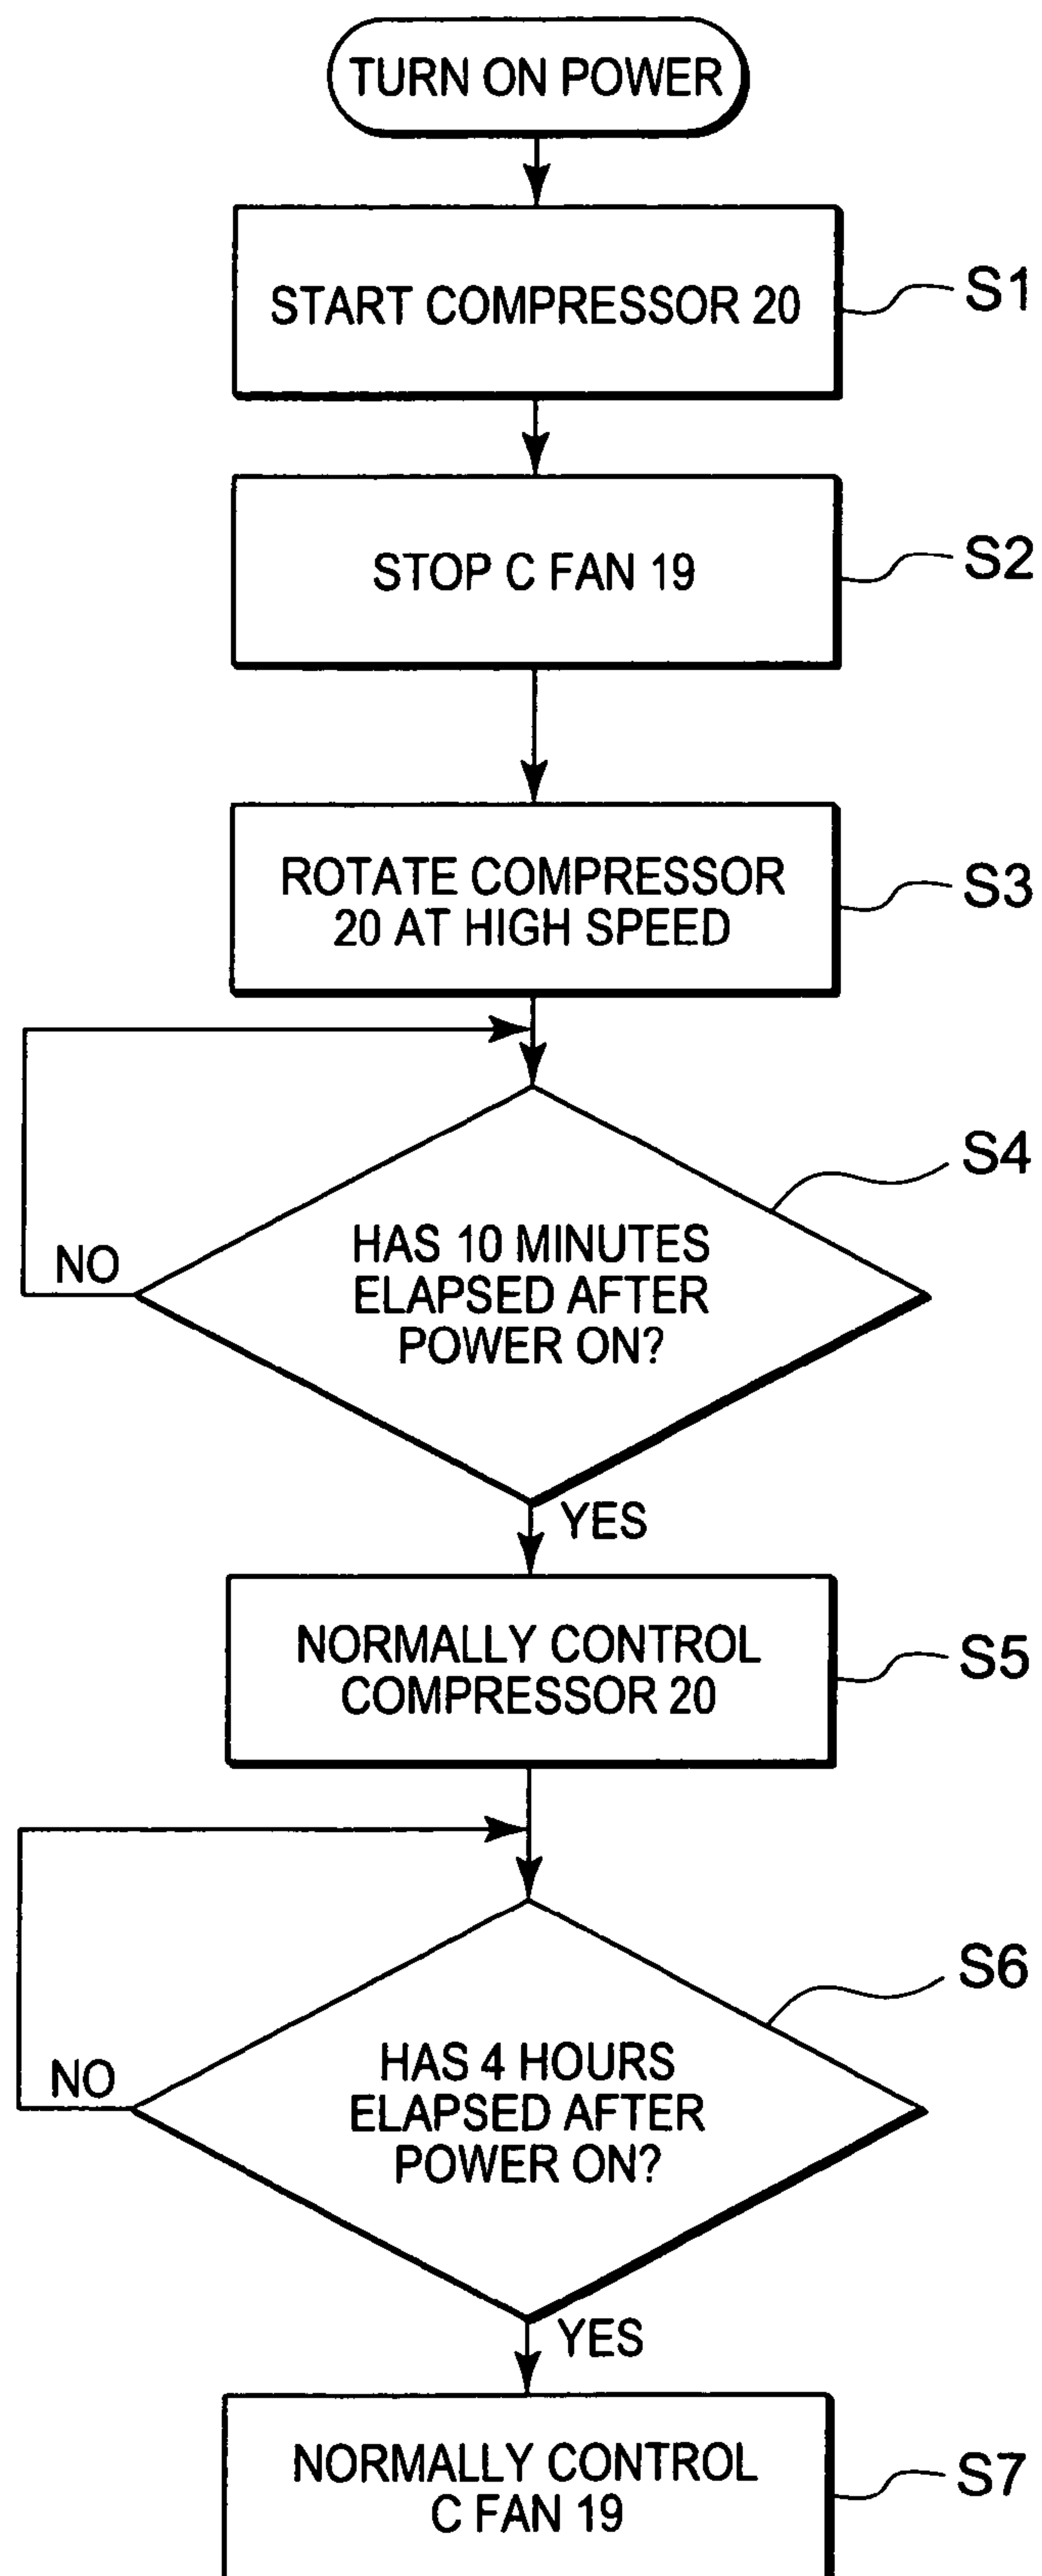 TURN ON POWER
START COMPRESSOR 20
S1
STOP C FAN 19
S2
ROTATE COMPRESSOR
20 AT HIGH SPEED
S3
S4
HAS 10 MINUTES
ELAPSED AFTER
POWER ON?
NO
YES
NORMALLY CONTROL
COMPRESSOR 20
S5
S6
HAS 4 HOURS
ELAPSED AFTER
POWER ON?
NO
YES
NORMALLY CONTROL
C FAN 19
S7